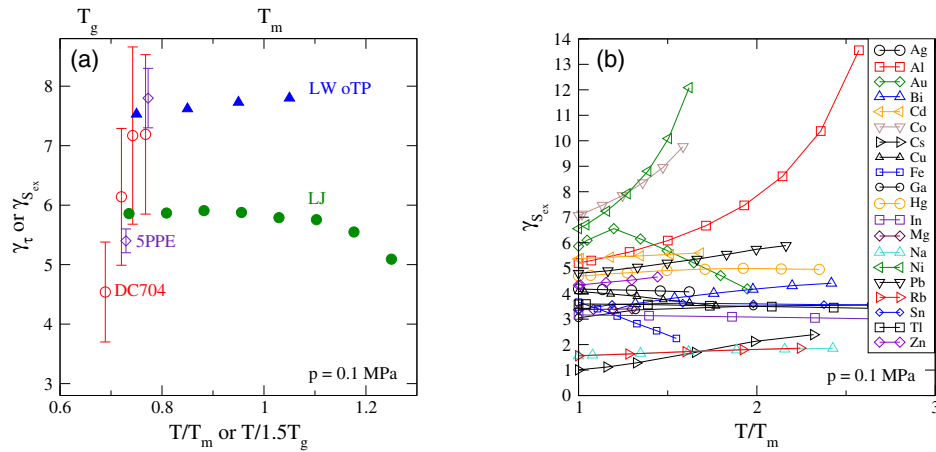 T_g T_m
(a)
8
7
6
5
4
3
γ_τ or γ_{S_ex}
LW oTP
LJ
5PPE
DC704
p = 0.1 MPa
0.6 0.8 1 1.2
T/T_m or T/1.5T_g
(b)
14
13
12
11
10
9
8
7
6
5
4
3
2
1
0
γ_{S_ex}
p = 0.1 MPa
1 2 3
T/T_m
Ag
Al
Au
Bi
Cd
Co
Cs
Cu
Fe
Ga
Hg
In
Mg
Na
Ni
Pb
Rb
Sn
Tl
Zn